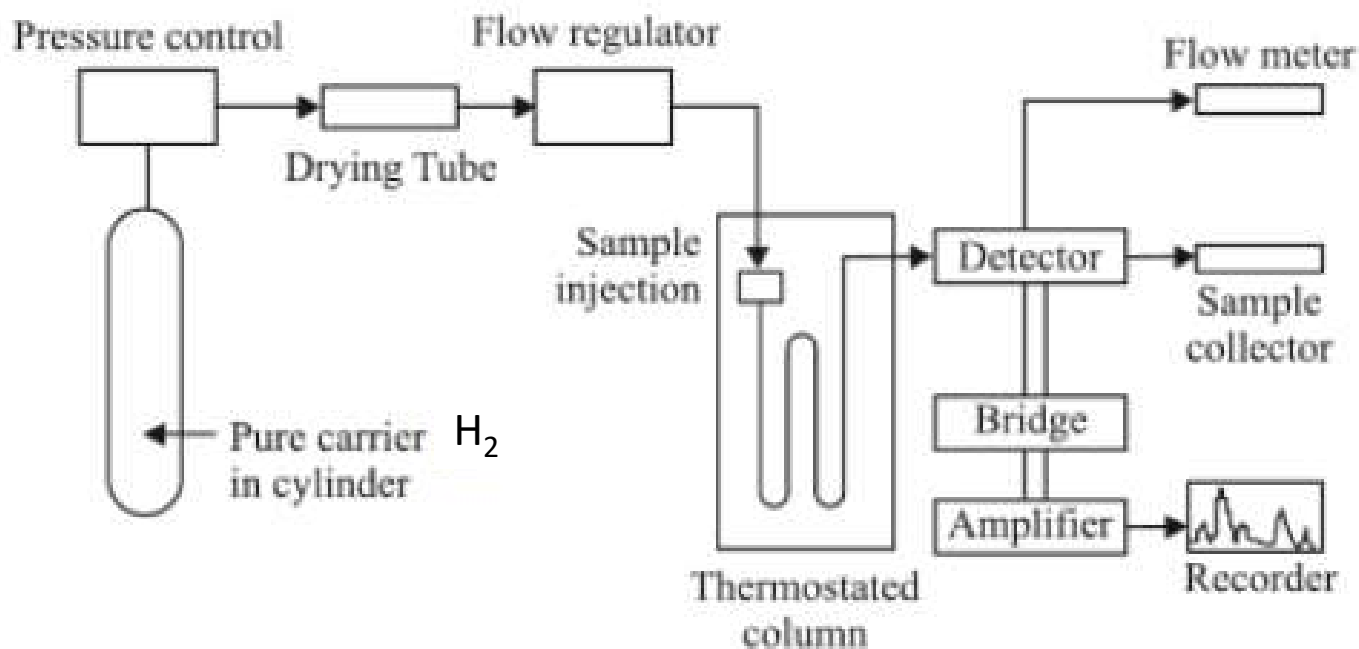 Pressure control
Flow regulator
Flow meter
Drying Tube
Sample
injection
Detector
Sample
collector
Pure carrier H₂
in cylinder
Bridge
Amplifier
Recorder
Thermostated
column